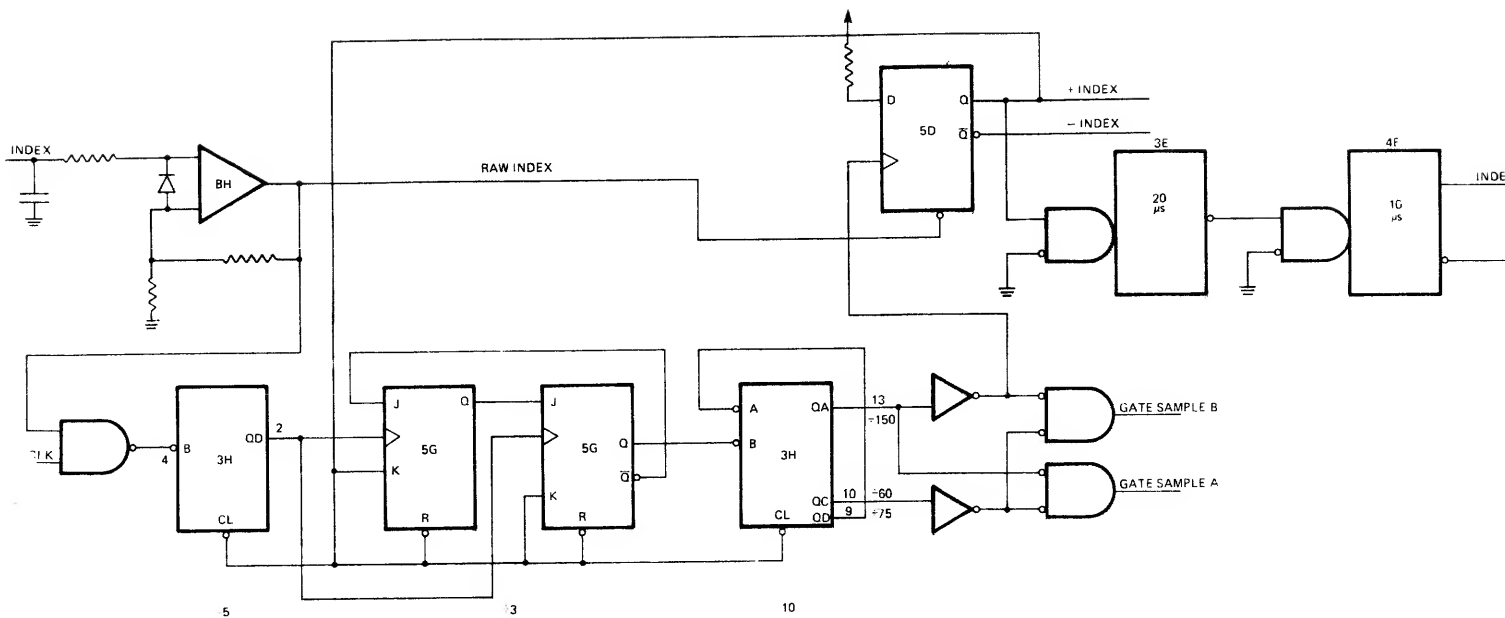 D
Q
+ INDEX
5D
Q
– INDEX
INDEX
3E
4E
BH
RAW INDEX
20
µs
10
µs
J
Q
J
A
QA
13
÷150
GATE SAMPLE B
QD
2
5G
5G
Q
B
3H
4
B
3H
K
Q
QC
10
÷60
QD
9
÷75
GATE SAMPLE A
K
CL
R
R
CL
5
3
10